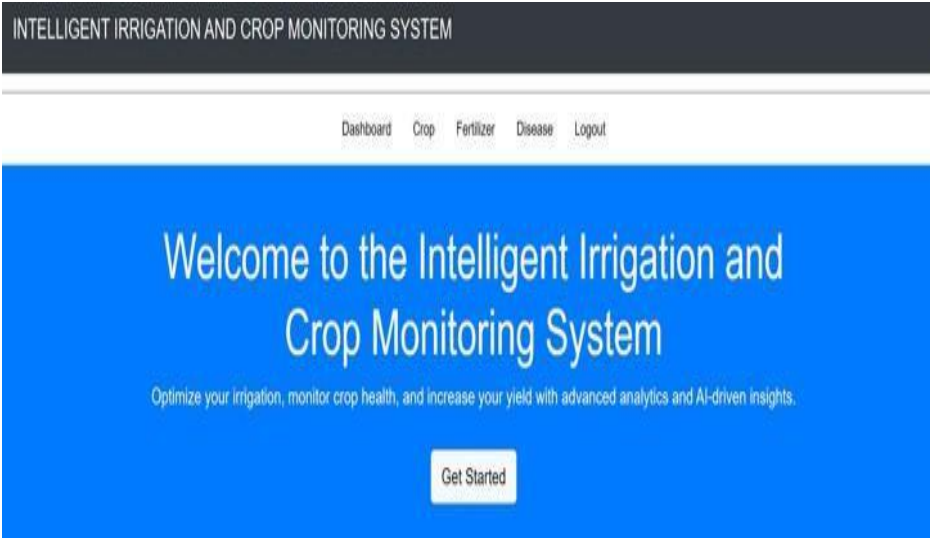 INTELLIGENT IRRIGATION AND CROP MONITORING SYSTEM
Dashboard Crop Fertilizer Disease Logout
Welcome to the Intelligent Irrigation and
Crop Monitoring System
Optimize your irrigation, monitor crop health, and increase your yield with advanced analytics and AI-driven insights.
Get Started